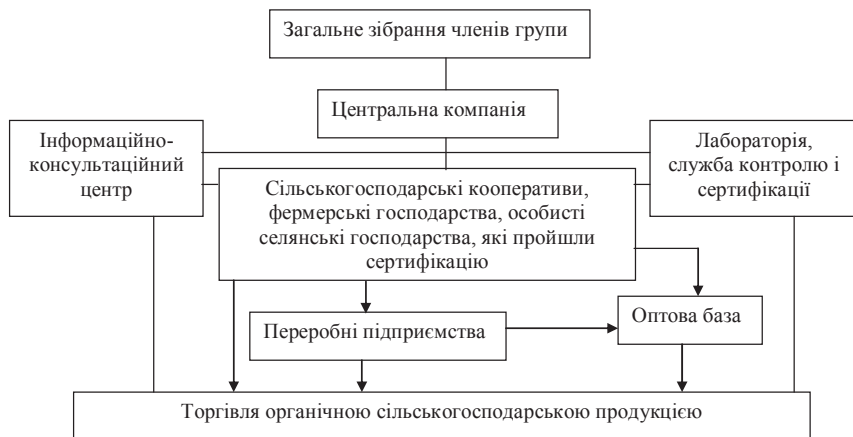 Загальне зібрання членів групи
Центральна компанія
Інформаційно-
консультаційний
центр
Лабораторія,
служба контролю і
сертифікації
Сільськогосподарські кооперативи,
фермерські господарства, особисті
селянські господарства, які пройшли
сертифікацію
Переробні підприємства
Оптова база
Торгівля органічною сільськогосподарською продукцією